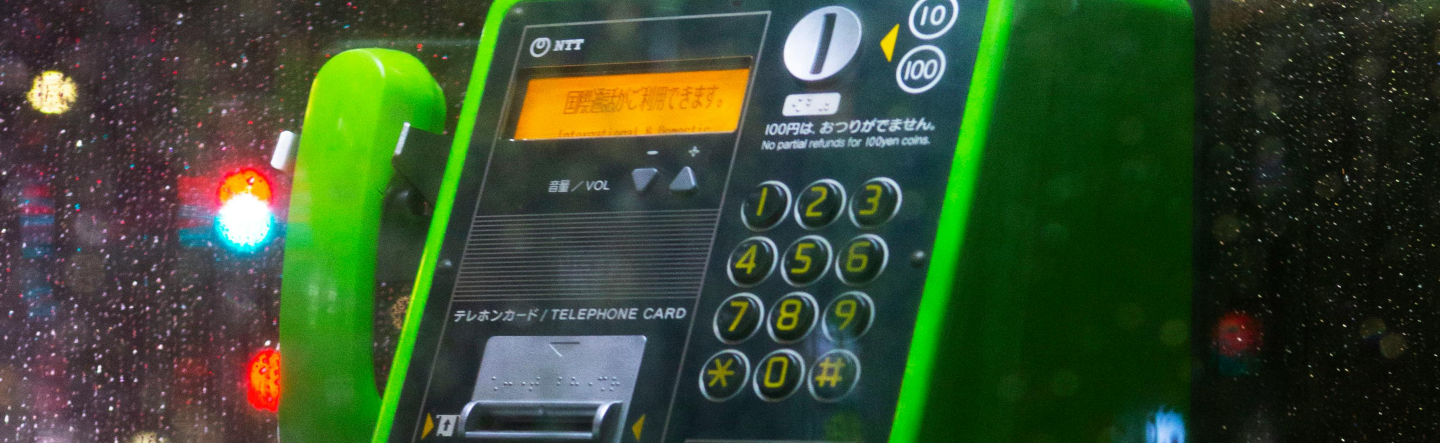 NTT
国際通話がご利用できます。
International & Domestic
音量／VOL
− +
10
100
100円は、おつりがでません。
No partial refunds for 100yen coins.
1 2 3
4 5 6
7 8 9
* 0 #
テレホンカード / TELEPHONE CARD